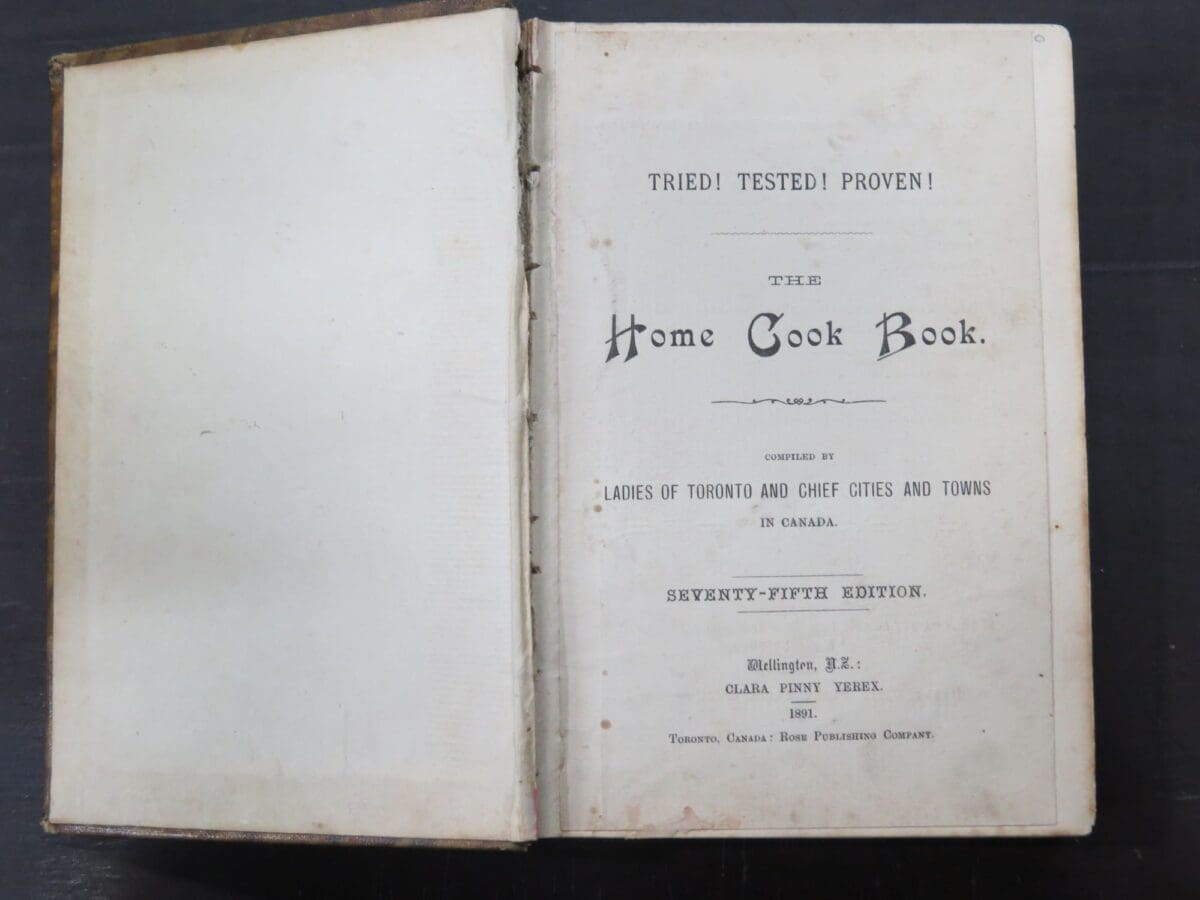 TRIED! TESTED! PROVEN!
THE
Home Cook Book.
COMPILED BY
LADIES OF TORONTO AND CHIEF CITIES AND TOWNS
IN CANADA.
SEVENTY-FIFTH EDITION.
Wellington, N.Z.:
CLARA PINNY YEREX.
1891.
TORONTO, CANADA: ROSE PUBLISHING COMPANY.